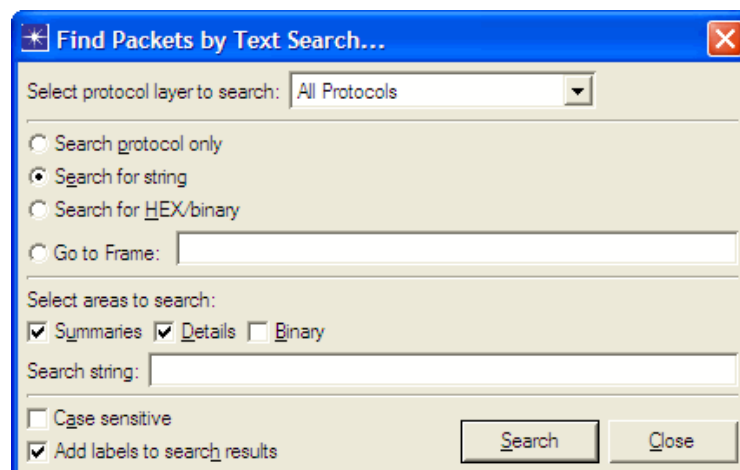 Find Packets by Text Search...
Select protocol layer to search: All Protocols
Search protocol only
Search for string
Search for HEX/binary
Go to Frame:
Select areas to search:
Summaries Details Binary
Search string:
Case sensitive
Add labels to search results
Search Close